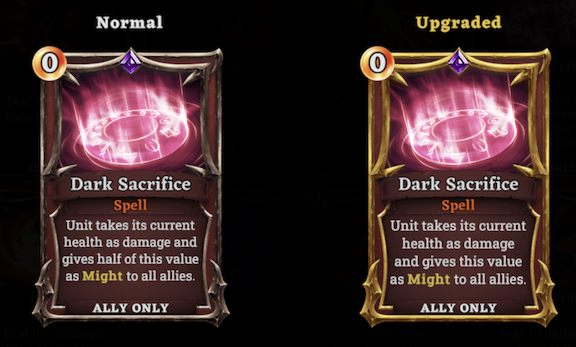 Normal
0
Dark Sacrifice
Spell
Unit takes its current
health as damage and
gives half of this value
as Might to all allies.
ALLY ONLY
Upgraded
0
Dark Sacrifice
Spell
Unit takes its current
health as damage
and gives this value
as Might to all allies.
ALLY ONLY